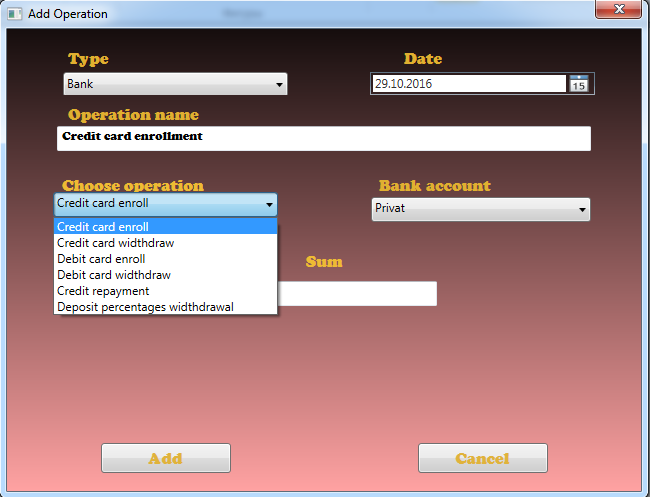 Add Operation
Type
Date
Bank
29.10.2016
15
Operation name
Credit card enrollment
Choose operation
Bank account
Credit card enroll
Privat
Credit card enroll
Credit card widthdraw
Debit card enroll
Debit card widthdraw
Credit repayment
Deposit percentages widthdrawal
Sum
Add
Cancel